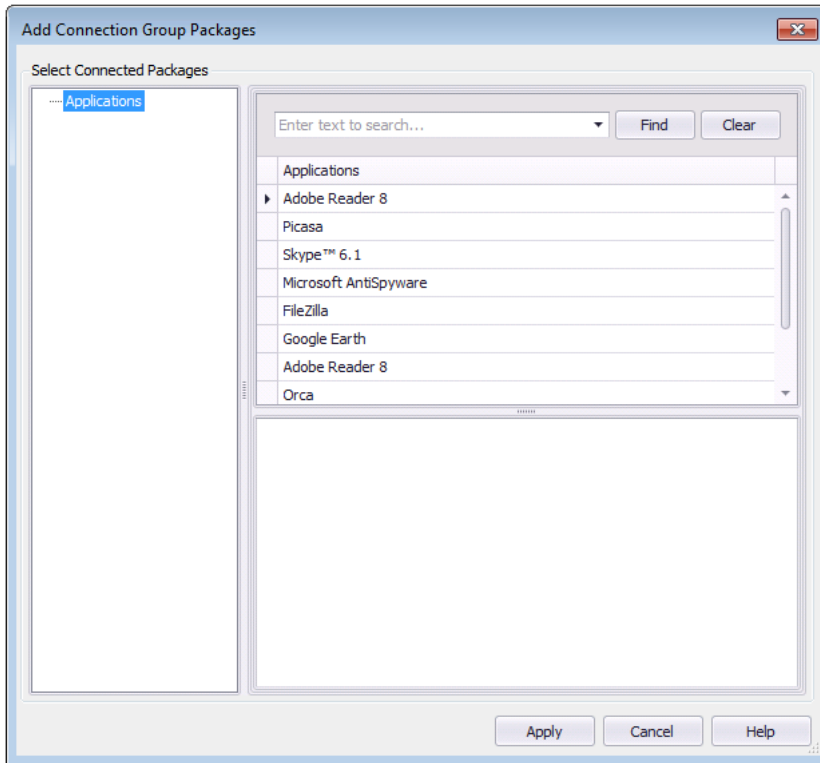 Add Connection Group Packages
Select Connected Packages
Applications
Enter text to search...
Find
Clear
Applications
Adobe Reader 8
Picasa
Skype™ 6.1
Microsoft AntiSpyware
FileZilla
Google Earth
Adobe Reader 8
Orca
Apply
Cancel
Help